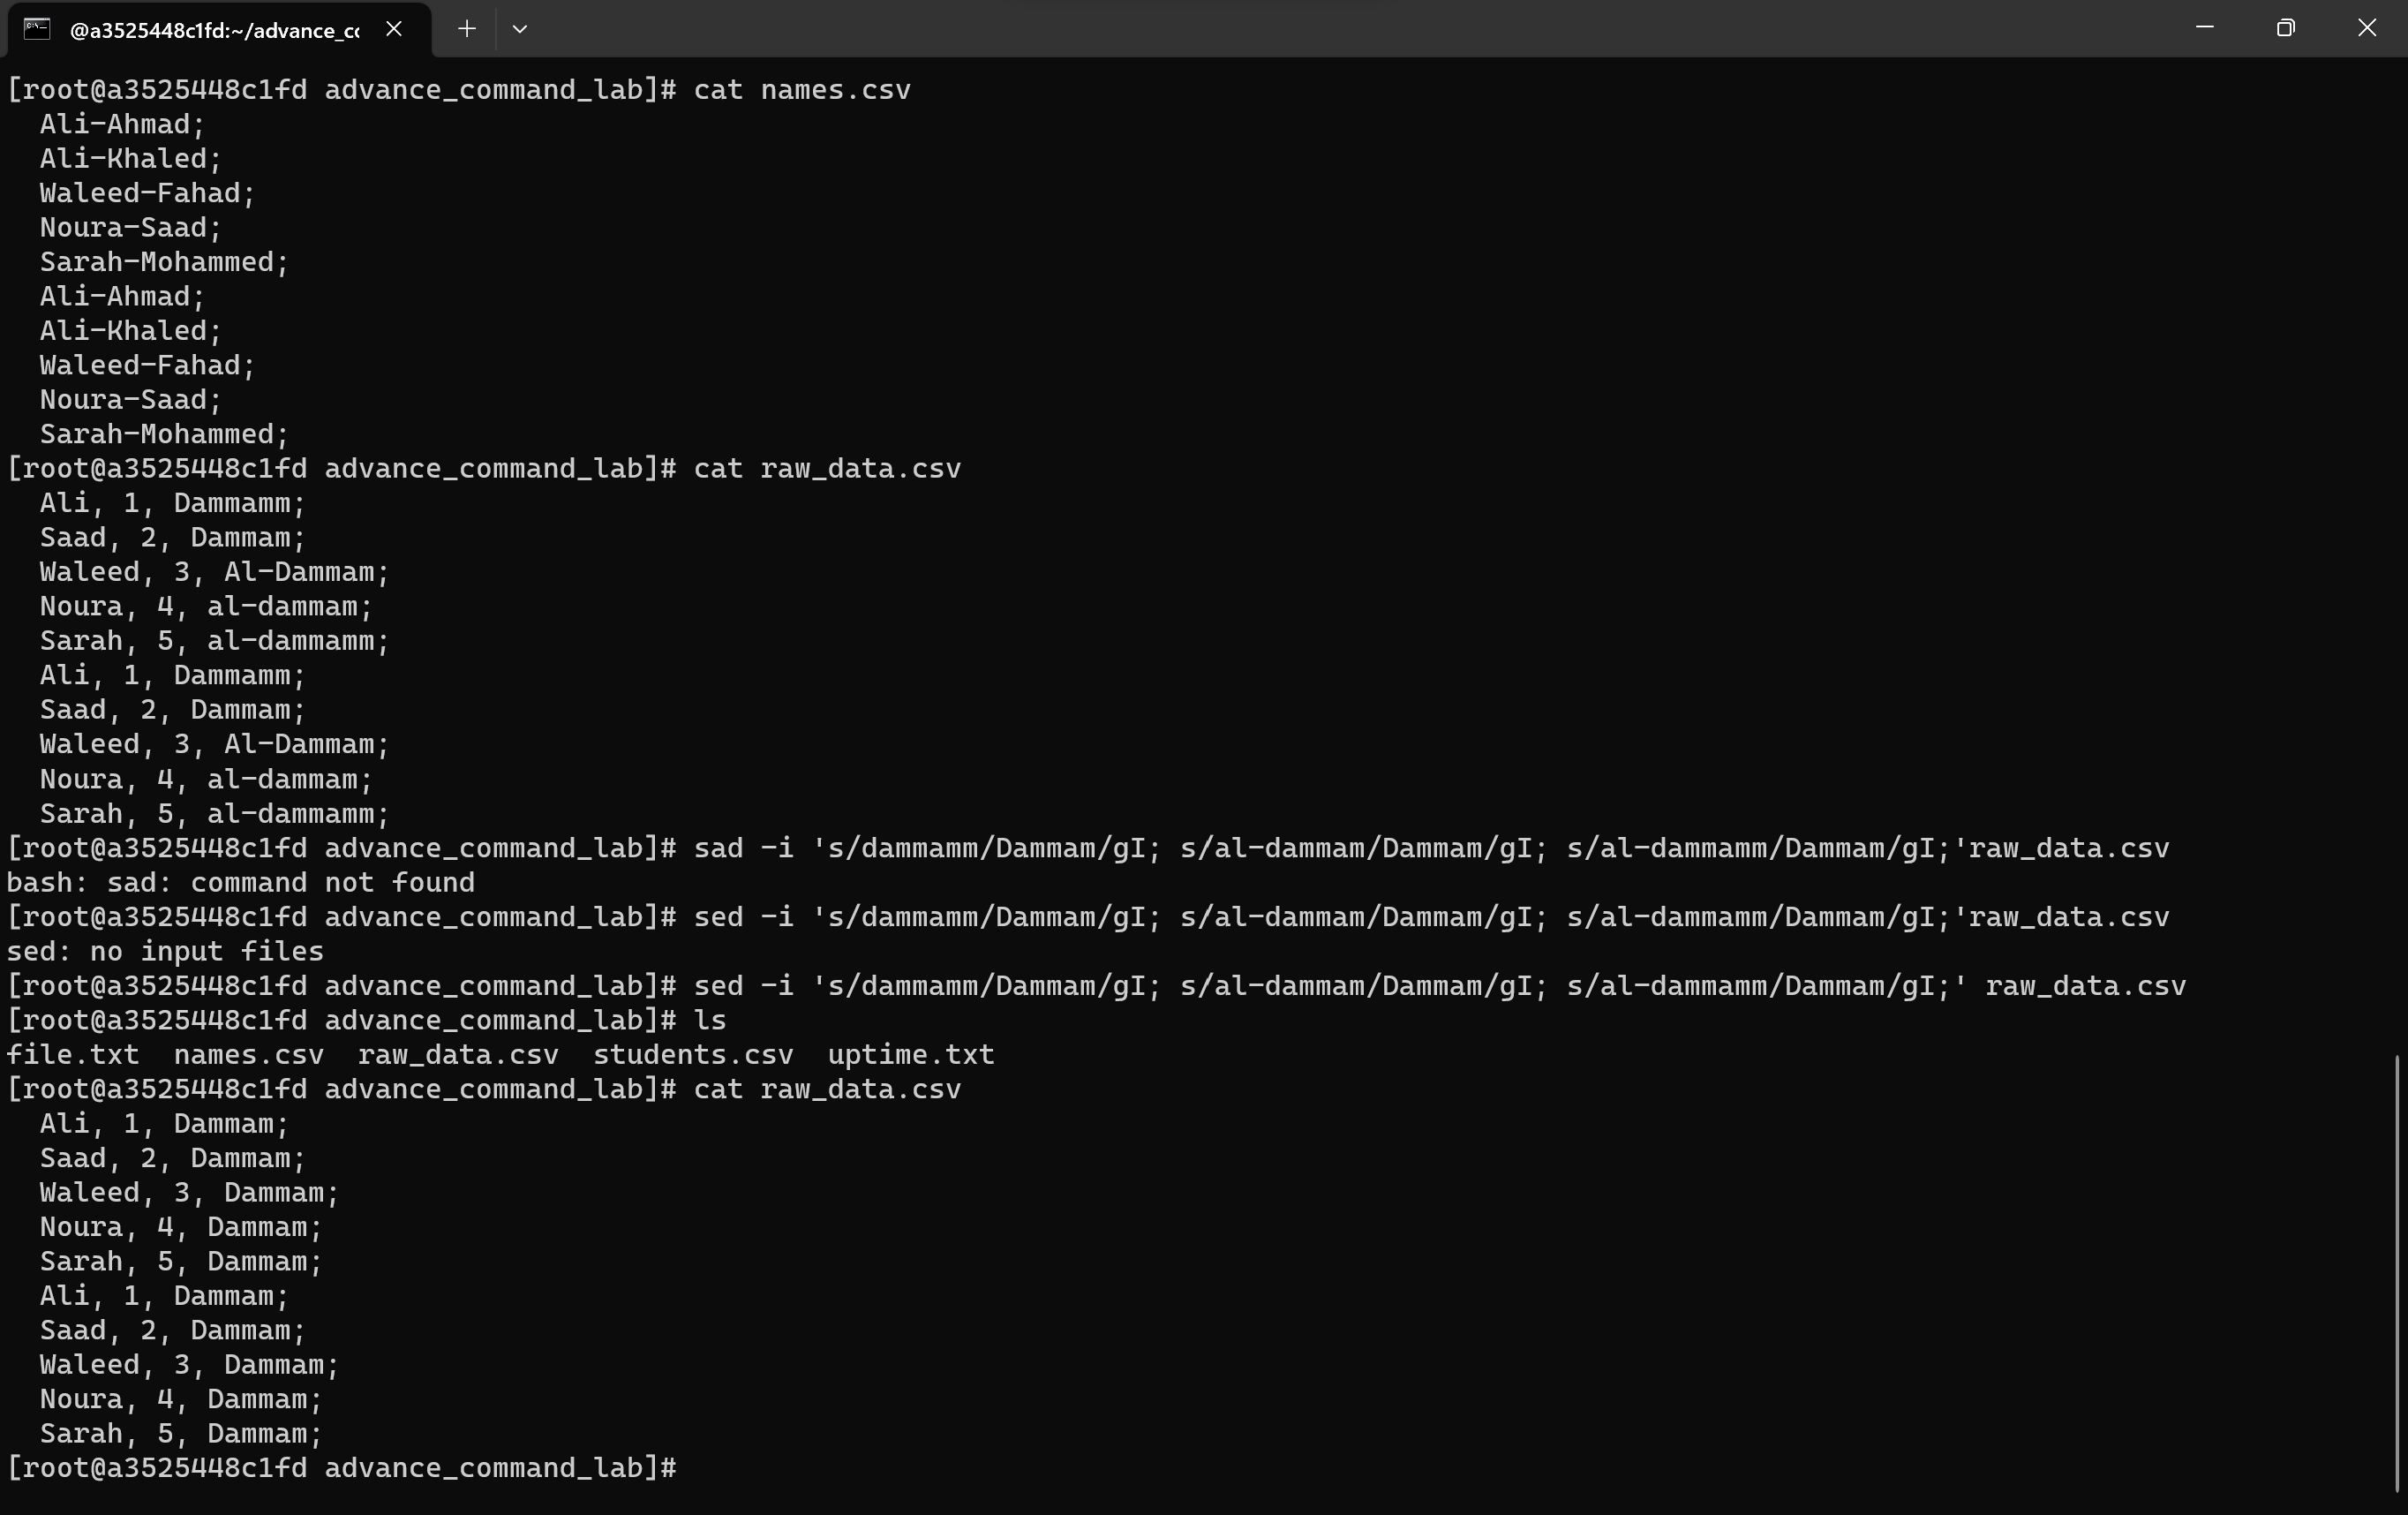 @a3525448c1fd:~/advance_cc
[root@a3525448c1fd advance_command_lab]# cat names.csv
  Ali-Ahmad;
  Ali-Khaled;
  Waleed-Fahad;
  Noura-Saad;
  Sarah-Mohammed;
  Ali-Ahmad;
  Ali-Khaled;
  Waleed-Fahad;
  Noura-Saad;
  Sarah-Mohammed;
[root@a3525448c1fd advance_command_lab]# cat raw_data.csv
  Ali, 1, Dammamm;
  Saad, 2, Dammam;
  Waleed, 3, Al-Dammam;
  Noura, 4, al-dammam;
  Sarah, 5, al-dammamm;
  Ali, 1, Dammamm;
  Saad, 2, Dammam;
  Waleed, 3, Al-Dammam;
  Noura, 4, al-dammam;
  Sarah, 5, al-dammamm;
[root@a3525448c1fd advance_command_lab]# sad -i 's/dammamm/Dammam/gI; s/al-dammam/Dammam/gI; s/al-dammamm/Dammam/gI;'raw_data.csv
bash: sad: command not found
[root@a3525448c1fd advance_command_lab]# sed -i 's/dammamm/Dammam/gI; s/al-dammam/Dammam/gI; s/al-dammamm/Dammam/gI;'raw_data.csv
sed: no input files
[root@a3525448c1fd advance_command_lab]# sed -i 's/dammamm/Dammam/gI; s/al-dammam/Dammam/gI; s/al-dammamm/Dammam/gI;' raw_data.csv
[root@a3525448c1fd advance_command_lab]# ls
file.txt  names.csv  raw_data.csv  students.csv  uptime.txt
[root@a3525448c1fd advance_command_lab]# cat raw_data.csv
  Ali, 1, Dammam;
  Saad, 2, Dammam;
  Waleed, 3, Dammam;
  Noura, 4, Dammam;
  Sarah, 5, Dammam;
  Ali, 1, Dammam;
  Saad, 2, Dammam;
  Waleed, 3, Dammam;
  Noura, 4, Dammam;
  Sarah, 5, Dammam;
[root@a3525448c1fd advance_command_lab]#